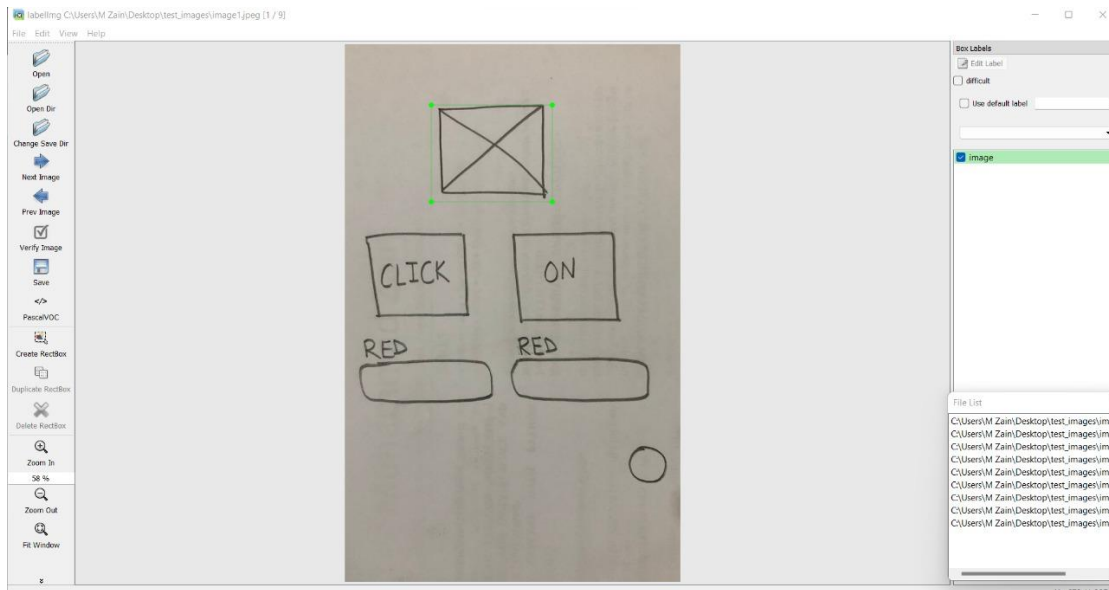 labelImg C:\Users\M Zain\Desktop\test_images\image1.jpeg [1 / 9]
File Edit View Help
Open
Open Dir
Change Save Dir
Next Image
Prev Image
Verify Image
Save
</>
PascalVOC
Create RectBox
Duplicate RectBox
Delete RectBox
Zoom In
58 %
Zoom Out
Fit Window
CLICK
ON
RED
RED
Box Labels
Edit Label
difficult
Use default label
image
File List
C:\Users\M Zain\Desktop\test_images\im
C:\Users\M Zain\Desktop\test_images\im
C:\Users\M Zain\Desktop\test_images\im
C:\Users\M Zain\Desktop\test_images\im
C:\Users\M Zain\Desktop\test_images\im
C:\Users\M Zain\Desktop\test_images\im
C:\Users\M Zain\Desktop\test_images\im
C:\Users\M Zain\Desktop\test_images\im
C:\Users\M Zain\Desktop\test_images\im